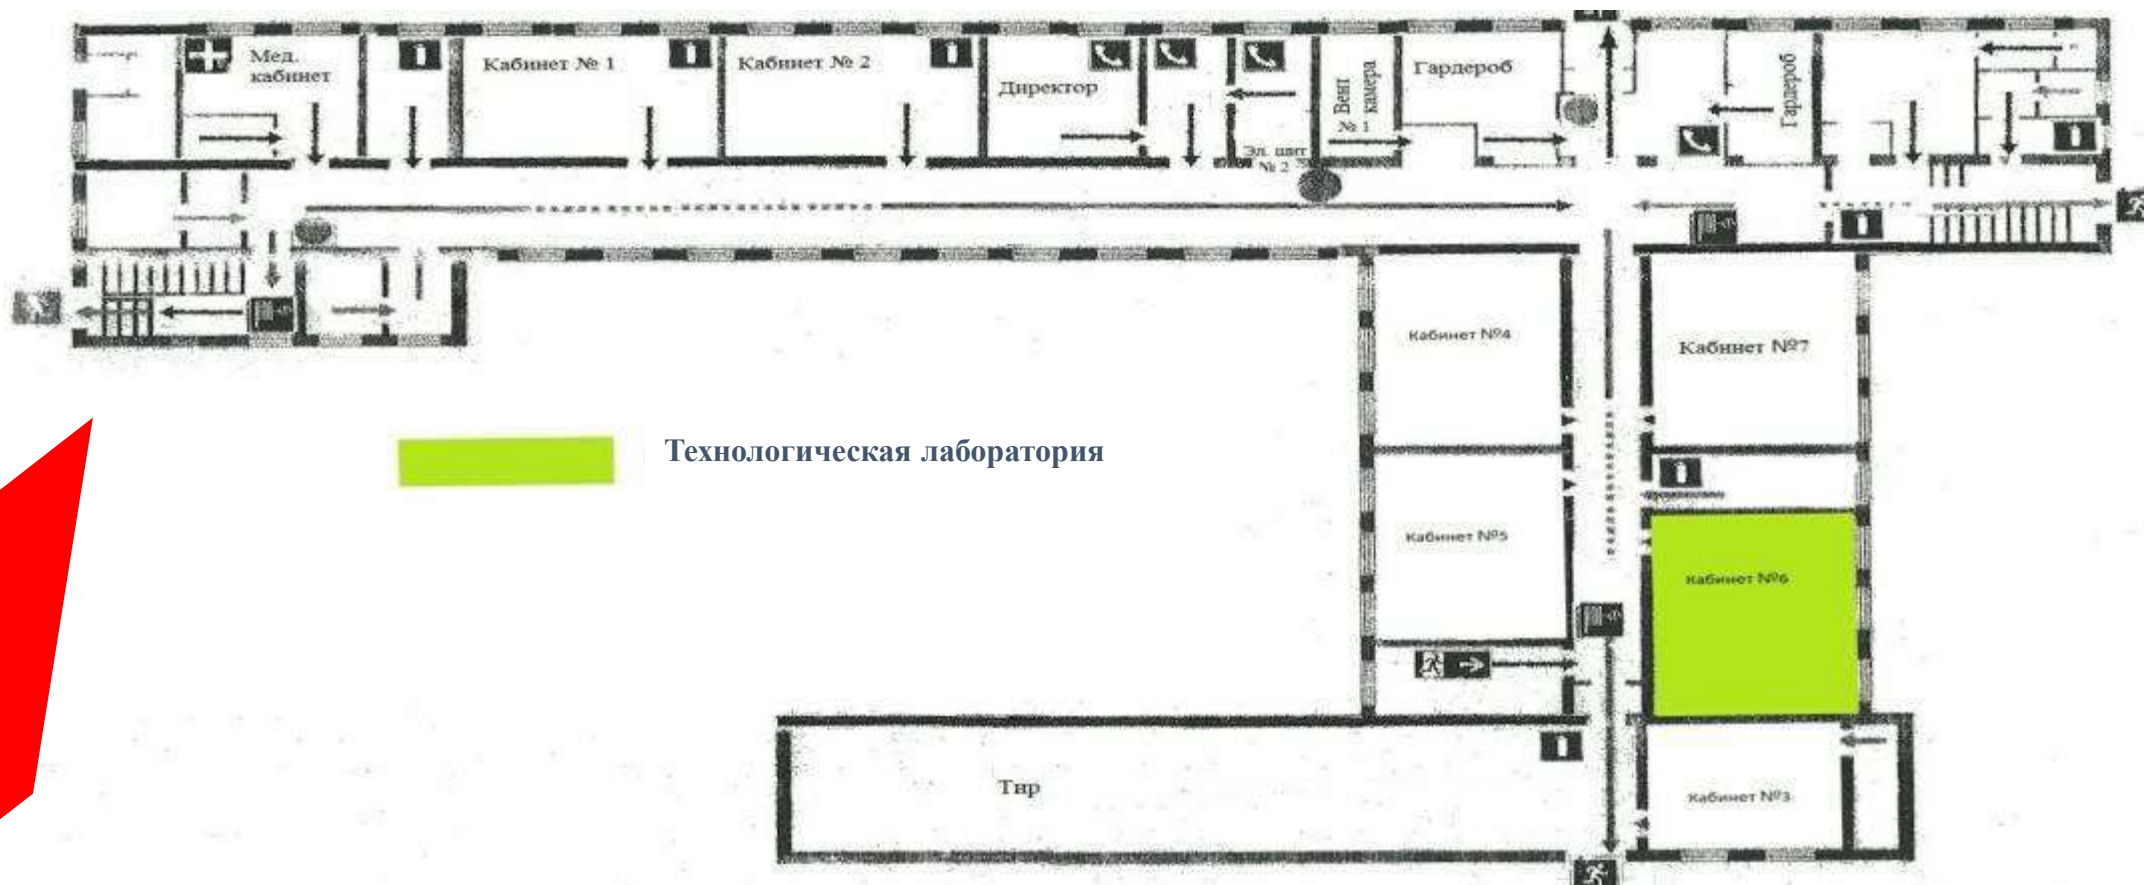 Мед.
кабинет
Кабинет № 1
Кабинет № 2
Директор
Эл. щит
№ 2
Вент
камера
№ 1
Гардероб
Гардероб
Кабинет №4
Кабинет №7
Технологическая лаборатория
Кабинет №5
Кабинет №6
Тир
Кабинет №3